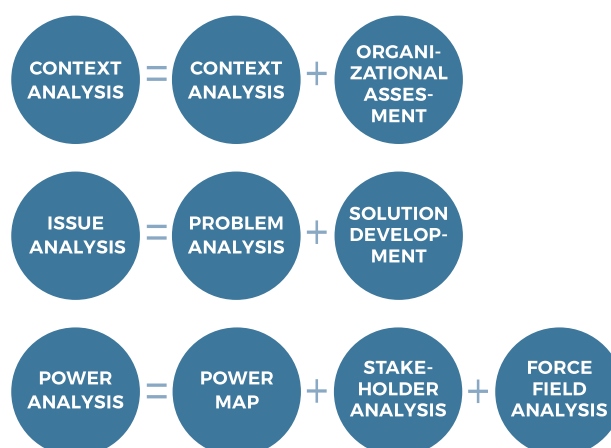 CONTEXT
ANALYSIS
=
CONTEXT
ANALYSIS
+
ORGANI-
ZATIONAL
ASSES-
MENT
ISSUE
ANALYSIS
=
PROBLEM
ANALYSIS
+
SOLUTION
DEVELOP-
MENT
POWER
ANALYSIS
=
POWER
MAP
+
STAKE-
HOLDER
ANALYSIS
+
FORCE
FIELD
ANALYSIS